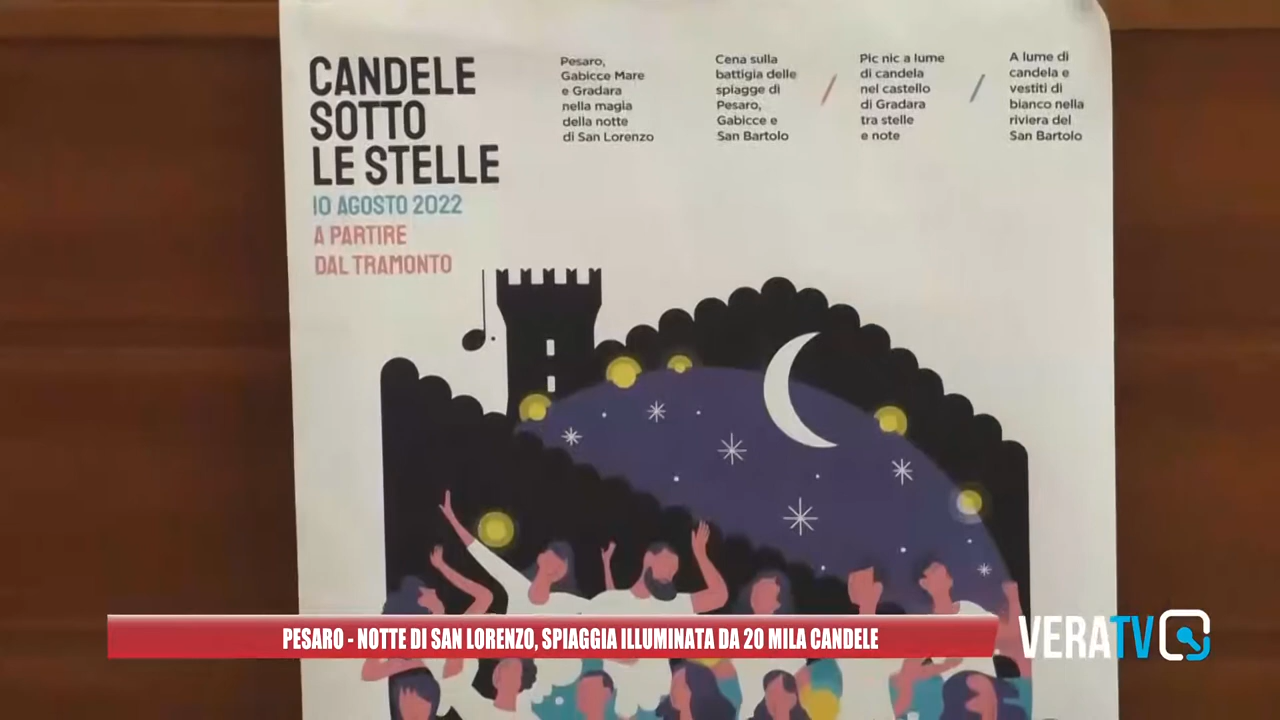 CANDELE
SOTTO
LE STELLE
10 AGOSTO 2022
A PARTIRE
DAL TRAMONTO
Pesaro,
Gabicce Mare
e Gradara
nella magia
della notte
di San Lorenzo
Cena sulla
battigia delle
spiagge di
Pesaro,
Gabicce e
San Bartolo
/
Pic nic a lume
di candela
nel castello
di Gradara
tra stelle
e note
/
A lume di
candela e
vestiti di
bianco nella
riviera del
San Bartolo
PESARO - NOTTE DI SAN LORENZO, SPIAGGIA ILLUMINATA DA 20 MILA CANDELE
VERATV